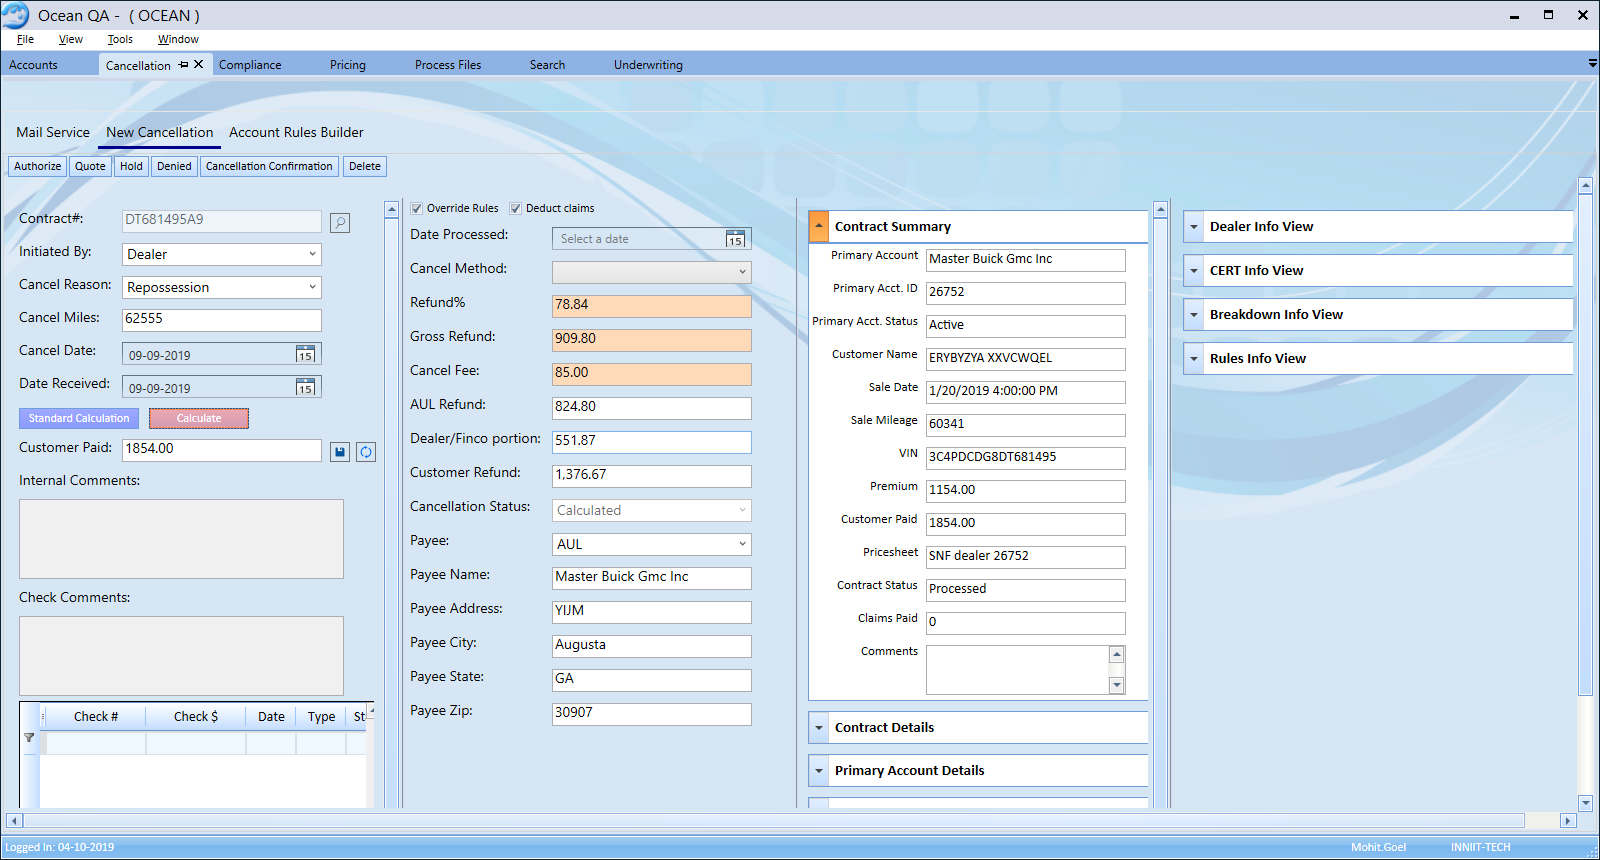 Ocean QA -  ( OCEAN )
File View Tools Window
Accounts Cancellation Compliance Pricing Process Files Search Underwriting
Mail Service New Cancellation Account Rules Builder
Authorize Quote Hold Denied Cancellation Confirmation Delete
Contract#: DT681495A9
Initiated By: Dealer
Cancel Reason: Repossession
Cancel Miles: 62555
Cancel Date: 09-09-2019 15
Date Received: 09-09-2019 15
Standard Calculation Calculate
Customer Paid: 1854.00
Internal Comments:
Check Comments:
Check # Check $ Date Type St
Override Rules Deduct claims
Date Processed: Select a date 15
Cancel Method:
Refund% 78.84
Gross Refund: 909.80
Cancel Fee: 85.00
AUL Refund: 824.80
Dealer/Finco portion: 551.87
Customer Refund: 1,376.67
Cancellation Status: Calculated
Payee: AUL
Payee Name: Master Buick Gmc Inc
Payee Address: YIJM
Payee City: Augusta
Payee State: GA
Payee Zip: 30907
Contract Summary
Primary Account Master Buick Gmc Inc
Primary Acct. ID 26752
Primary Acct. Status Active
Customer Name ERYBYZYA XXVCWQEL
Sale Date 1/20/2019 4:00:00 PM
Sale Mileage 60341
VIN 3C4PDCDG8DT681495
Premium 1154.00
Customer Paid 1854.00
Pricesheet SNF dealer 26752
Contract Status Processed
Claims Paid 0
Comments
Contract Details
Primary Account Details
Dealer Info View
CERT Info View
Breakdown Info View
Rules Info View
Logged In: 04-10-2019 Mohit.Goel INNIIT-TECH